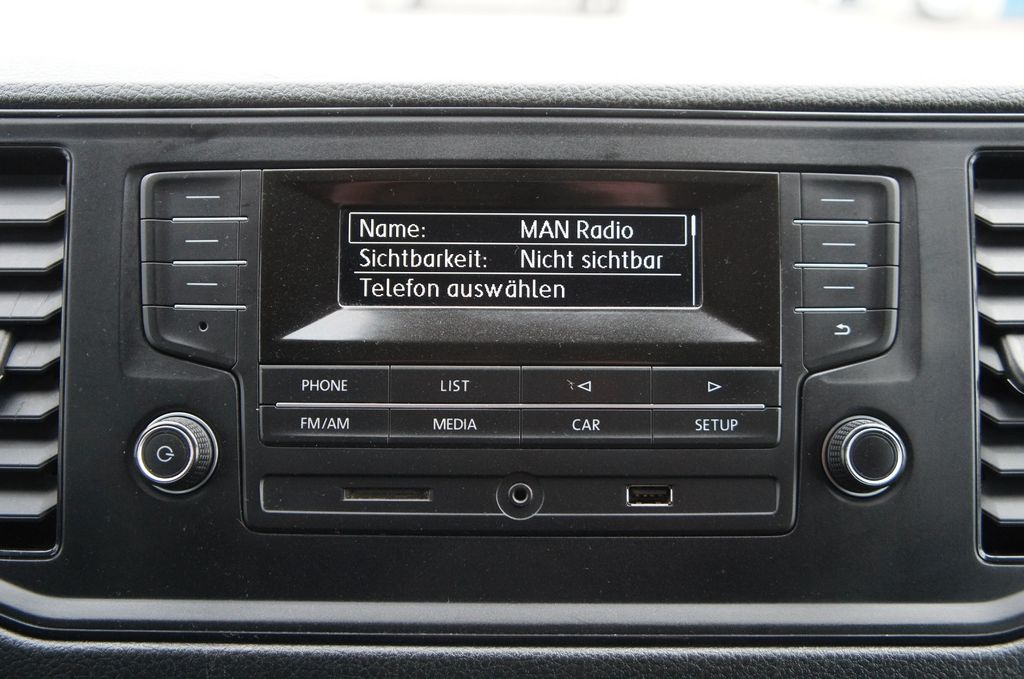 Name: MAN Radio
Sichtbarkeit: Nicht sichtbar
Telefon auswählen
PHONE LIST
FM/AM MEDIA CAR SETUP